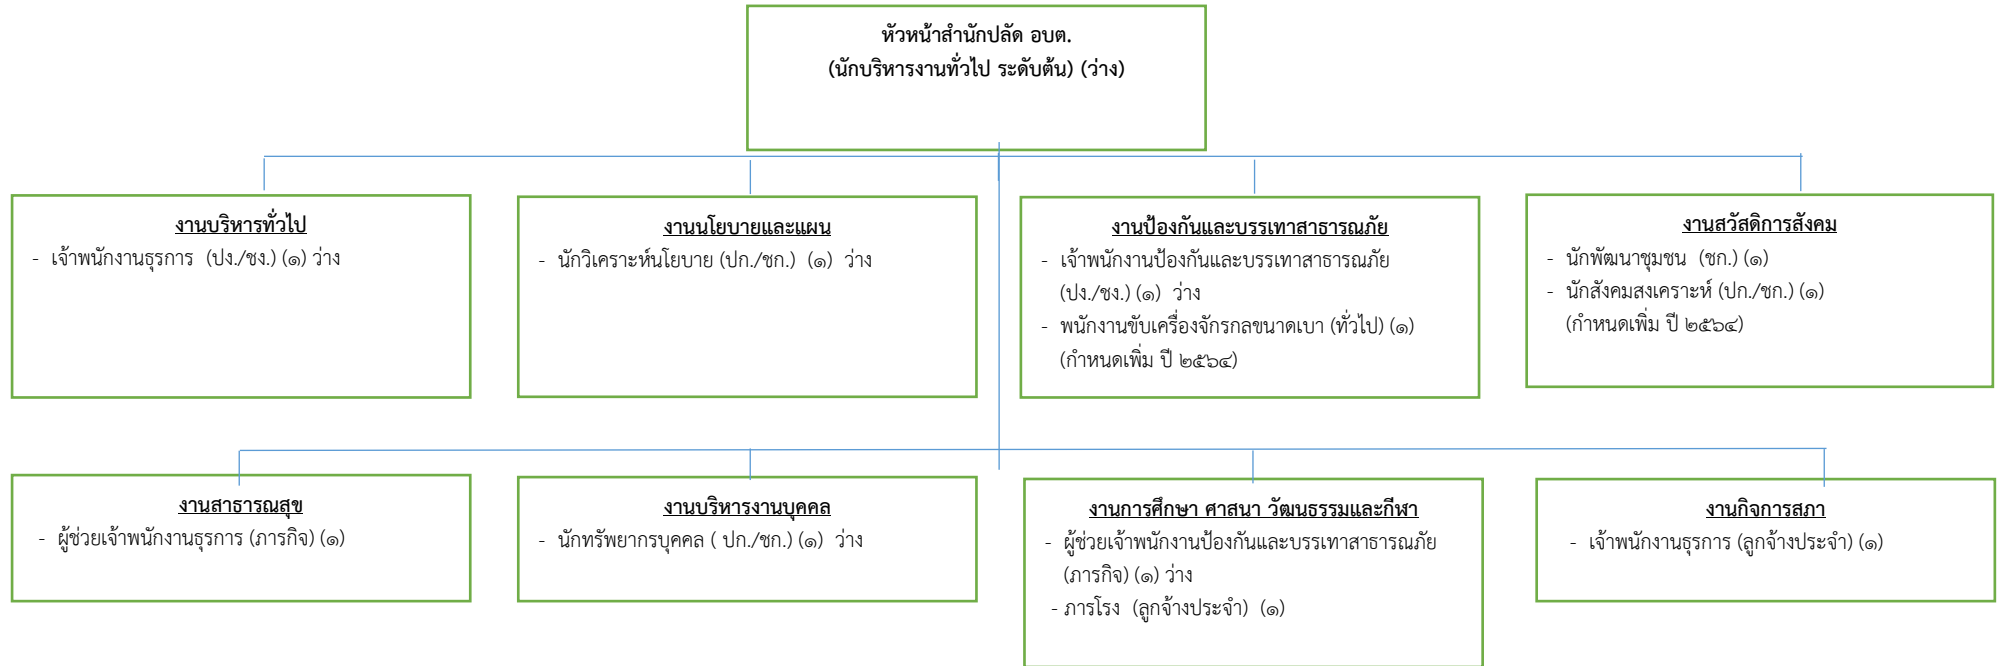 หัวหน้าสำนักปลัด อบต.
(นักบริหารงานทั่วไป ระดับต้น) (ว่าง)
งานบริหารทั่วไป
- เจ้าพนักงานธุรการ (ปง./ชง.) (๑) ว่าง
งานนโยบายและแผน
- นักวิเคราะห์นโยบาย (ปก./ชก.) (๑) ว่าง
งานป้องกันและบรรเทาสาธารณภัย
- เจ้าพนักงานป้องกันและบรรเทาสาธารณภัย
(ปง./ชง.) (๑) ว่าง
- พนักงานขับเครื่องจักรกลขนาดเบา (ทั่วไป) (๑)
(กำหนดเพิ่ม ปี ๒๕๖๔)
งานสวัสดิการสังคม
- นักพัฒนาชุมชน (ชก.) (๑)
- นักสังคมสงเคราะห์ (ปก./ชก.) (๑)
(กำหนดเพิ่ม ปี ๒๕๖๔)
งานสาธารณสุข
- ผู้ช่วยเจ้าพนักงานธุรการ (ภารกิจ) (๑)
งานบริหารงานบุคคล
- นักทรัพยากรบุคคล ( ปก./ชก.) (๑) ว่าง
งานการศึกษา ศาสนา วัฒนธรรมและกีฬา
- ผู้ช่วยเจ้าพนักงานป้องกันและบรรเทาสาธารณภัย
(ภารกิจ) (๑) ว่าง
- ภารโรง (ลูกจ้างประจำ) (๑)
งานกิจการสภา
- เจ้าพนักงานธุรการ (ลูกจ้างประจำ) (๑)